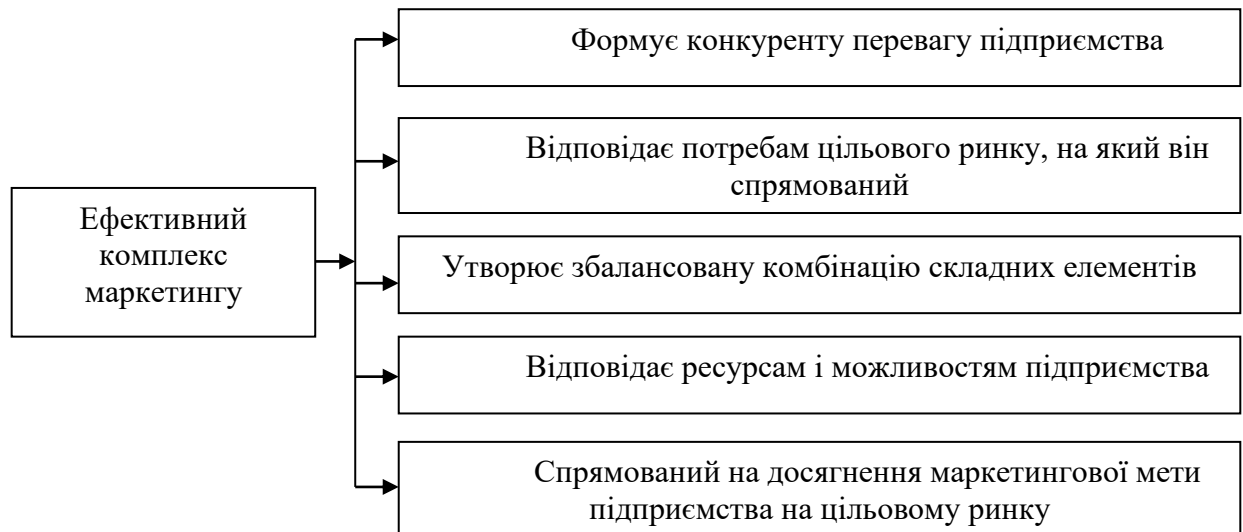 Формує конкуренту перевагу підприємства
Відповідає потребам цільового ринку, на який він
спрямований
Ефективний
комплекс
маркетингу
Утворює збалансовану комбінацію складних елементів
Відповідає ресурсам і можливостям підприємства
Спрямований на досягнення маркетингової мети
підприємства на цільовому ринку